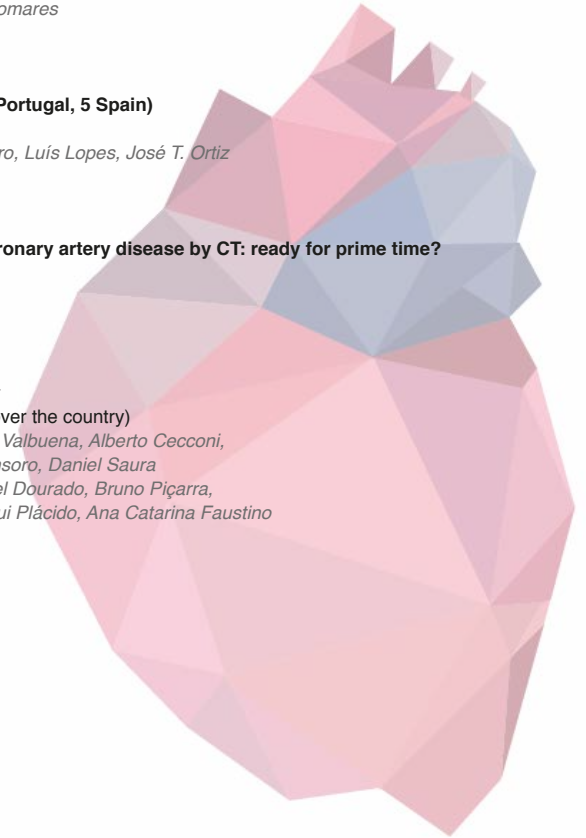 omares
Portugal, 5 Spain)
ro, Luís Lopes, José T. Ortiz
ronary artery disease by CT: ready for prime time?
ver the country)
Valbuena, Alberto Cecconi,
nsoro, Daniel Saura
el Dourado, Bruno Piçarra,
ui Plácido, Ana Catarina Faustino